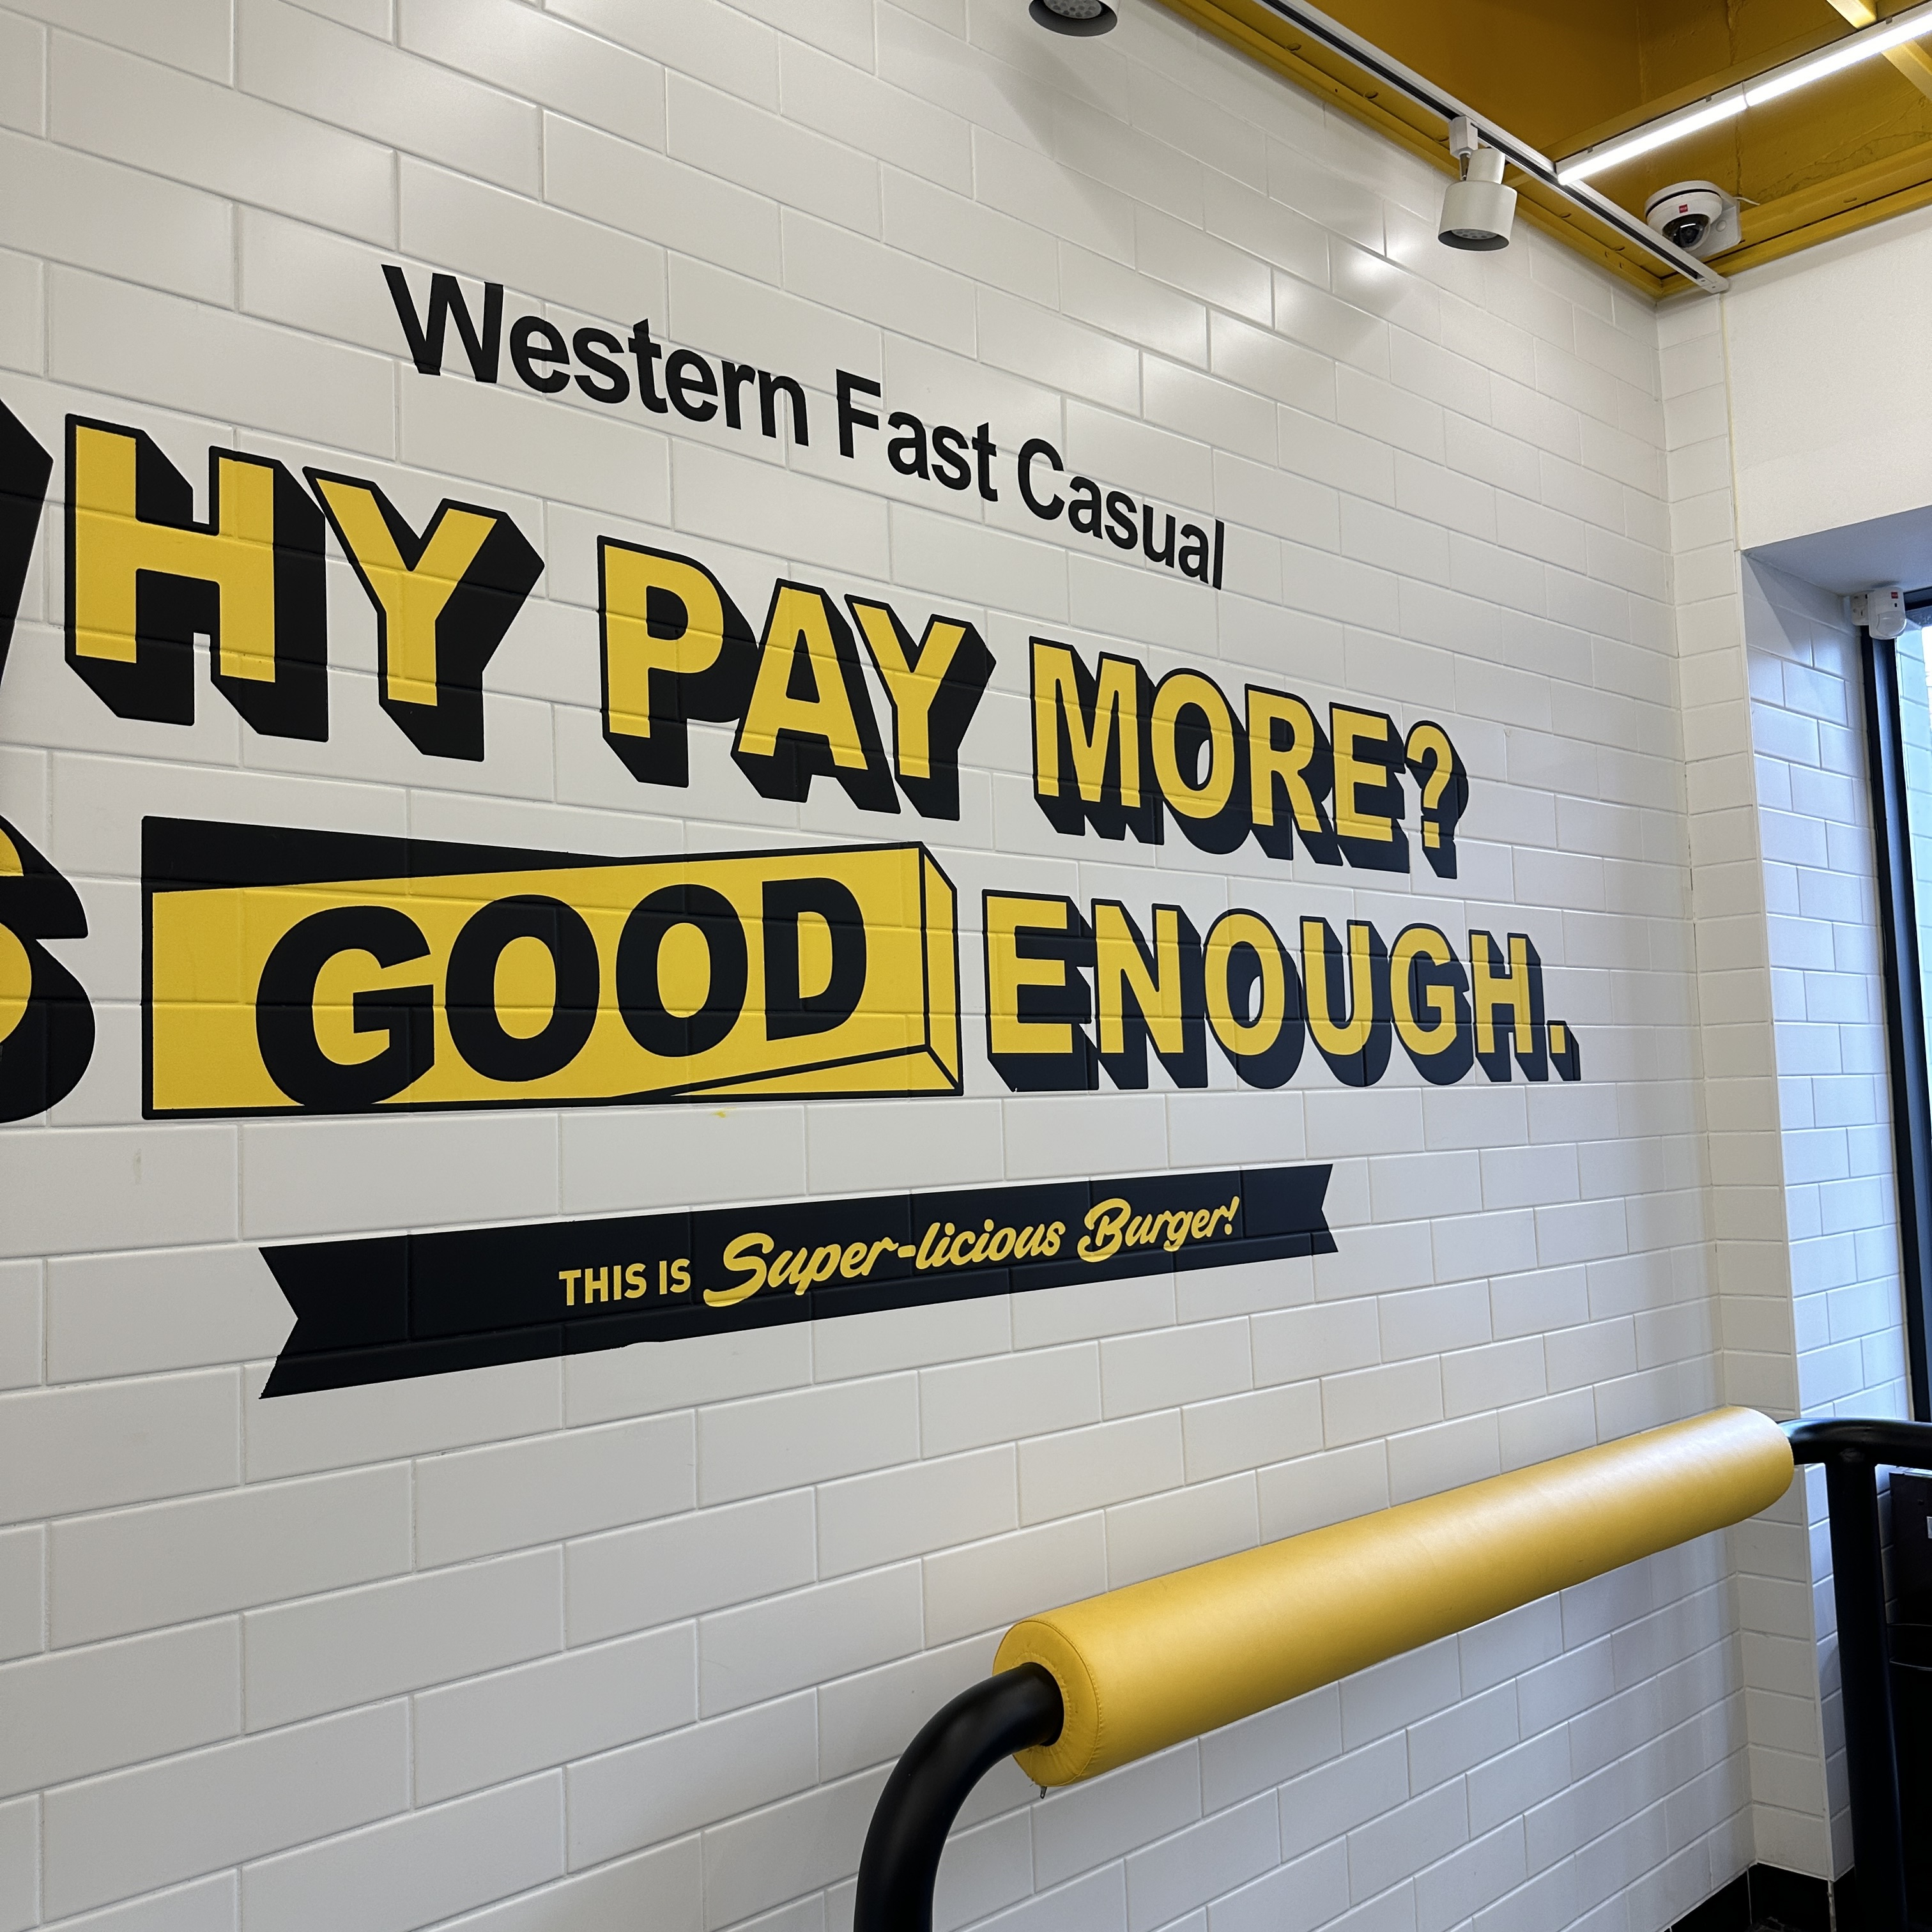 Western Fast Casual
HY PAY MORE?
S GOOD ENOUGH.
THIS IS Super-licious Burger!